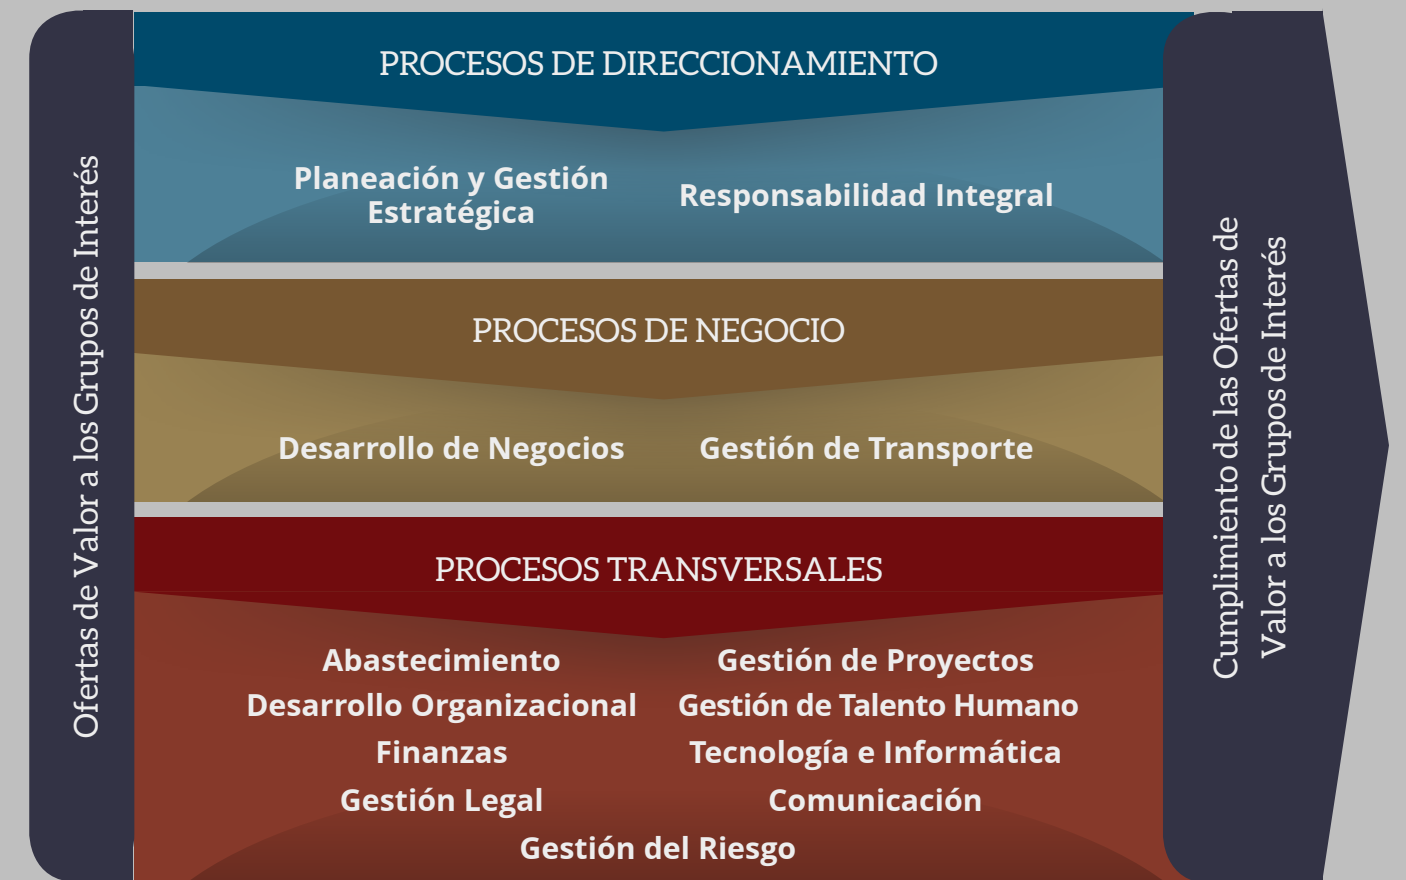 Ofertas de Valor a los Grupos de Interés
PROCESOS DE DIRECCIONAMIENTO
Planeación y Gestión
Estratégica
Responsabilidad Integral
PROCESOS DE NEGOCIO
Desarrollo de Negocios
Gestión de Transporte
PROCESOS TRANSVERSALES
Abastecimiento
Gestión de Proyectos
Desarrollo Organizacional
Gestión de Talento Humano
Finanzas
Tecnología e Informática
Gestión Legal
Comunicación
Gestión del Riesgo
Cumplimiento de las Ofertas de
Valor a los Grupos de Interés